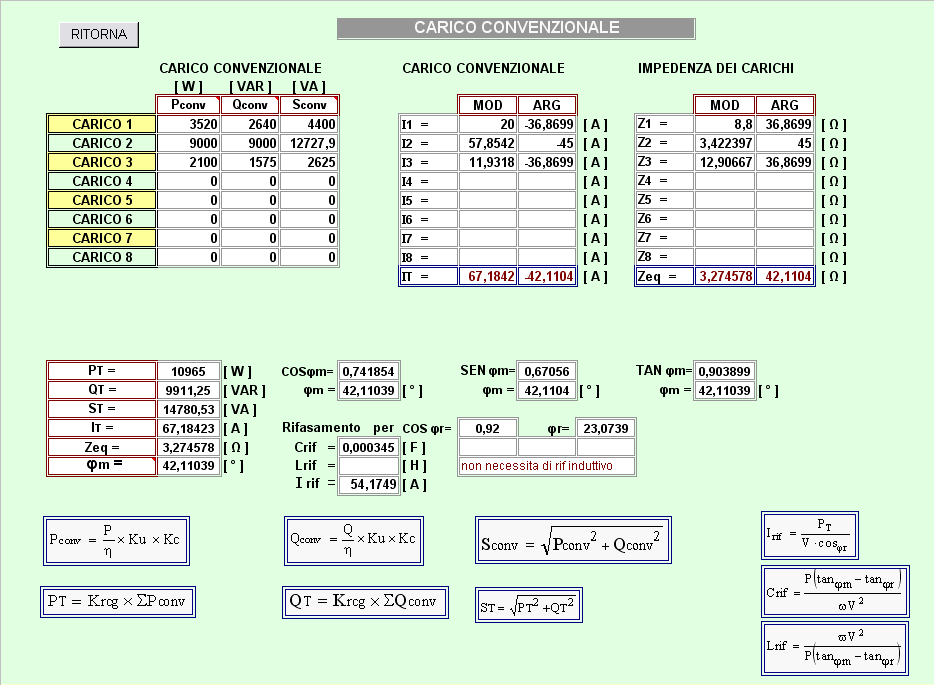 CARICO CONVENZIONALE
RITORNA
CARICO CONVENZIONALE CARICO CONVENZIONALE IMPEDENZA DEI CARICHI
[ W ] [ VAR ] [ VA ]
Pconv Qconv Sconv MOD ARG MOD ARG
CARICO 1 3520 2640 4400 I1 = 20 -36,8699 [ A ] Z1 = 8,8 36,8699 [ Ω ]
CARICO 2 9000 9000 12727,9 I2 = 57,8542 -45 [ A ] Z2 = 3,422397 45 [ Ω ]
CARICO 3 2100 1575 2625 I3 = 11,9318 -36,8699 [ A ] Z3 = 12,90667 36,8699 [ Ω ]
CARICO 4 0 0 0 I4 = [ A ] Z4 = [ Ω ]
CARICO 5 0 0 0 I5 = [ A ] Z5 = [ Ω ]
CARICO 6 0 0 0 I6 = [ A ] Z6 = [ Ω ]
CARICO 7 0 0 0 I7 = [ A ] Z7 = [ Ω ]
CARICO 8 0 0 0 I8 = [ A ] Z8 = [ Ω ]
IT = 67,1842 -42,1104 [ A ] Zeq = 3,274578 42,1104 [ Ω ]
PT = 10965 [ W ] COSφm= 0,741854 SEN φm= 0,67056 TAN φm= 0,903899
QT = 9911,25 [ VAR ] φm = 42,11039 [ ° ] φm = 42,1104 [ ° ] φm = 42,11039 [ ° ]
ST = 14780,53 [ VA ]
IT = 67,18423 [ A ] Rifasamento per COS φr= 0,92 φr= 23,0739
Zeq = 3,274578 [ Ω ] Crif = 0,000345 [ F ]
φm = 42,11039 [ ° ] Lrif = [ H ] non necessita di rif induttivo
I rif = 54,1749 [ A ]
Pconv = P/η × Ku × Kc Qconv = Q/η × Ku × Kc Sconv = √(Pconv² + Qconv²) Irif = PT / V · cosφr
PT = Krcg × ΣPconv QT = Krcg × ΣQconv ST = √(PT² +QT²) Crif = P(tanφm − tanφr) / ωV²
Lrif = ωV² / P(tanφm − tanφr)